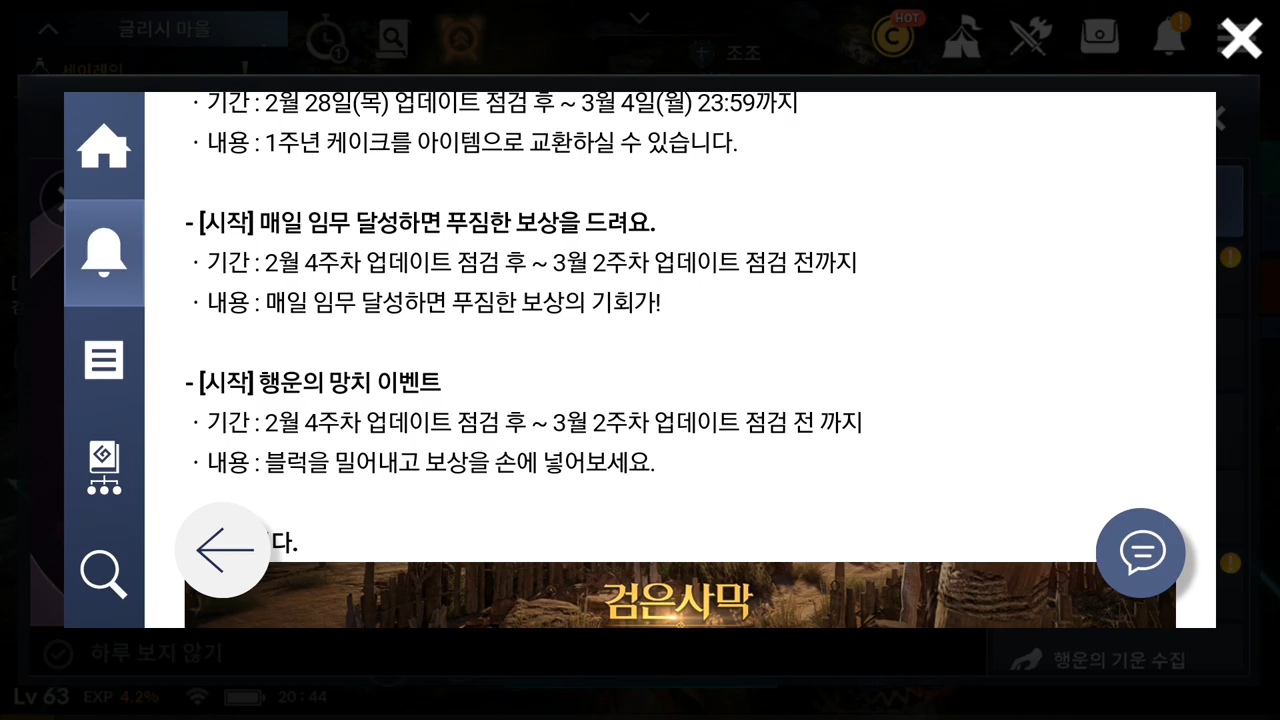 글리시 마을
HOT
조조
세이레인
· 기간 : 2월 28일(목) 업데이트 점검 후 ~ 3월 4일(월) 23:59까지
· 내용 : 1주년 케이크를 아이템으로 교환하실 수 있습니다.
- [시작] 매일 임무 달성하면 푸짐한 보상을 드려요.
· 기간 : 2월 4주차 업데이트 점검 후 ~ 3월 2주차 업데이트 점검 전까지
· 내용 : 매일 임무 달성하면 푸짐한 보상의 기회가!
- [시작] 행운의 망치 이벤트
· 기간 : 2월 4주차 업데이트 점검 후 ~ 3월 2주차 업데이트 점검 전 까지
· 내용 : 블럭을 밀어내고 보상을 손에 넣어보세요.
다.
검은사막
하루 보지 않기
행운의 기운 수집
Lv 63 EXP 4.2% 20:44